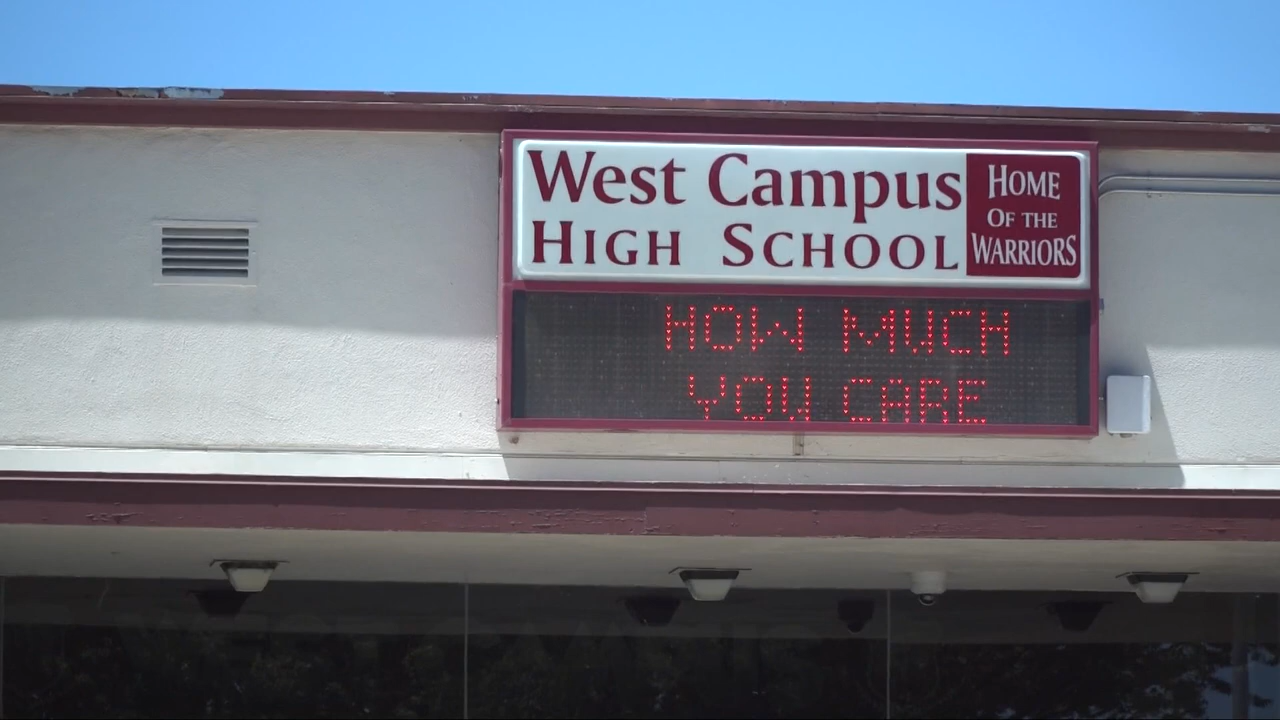 West Campus
High School
Home
Of the
Warriors
HOW MUCH
YOU CARE